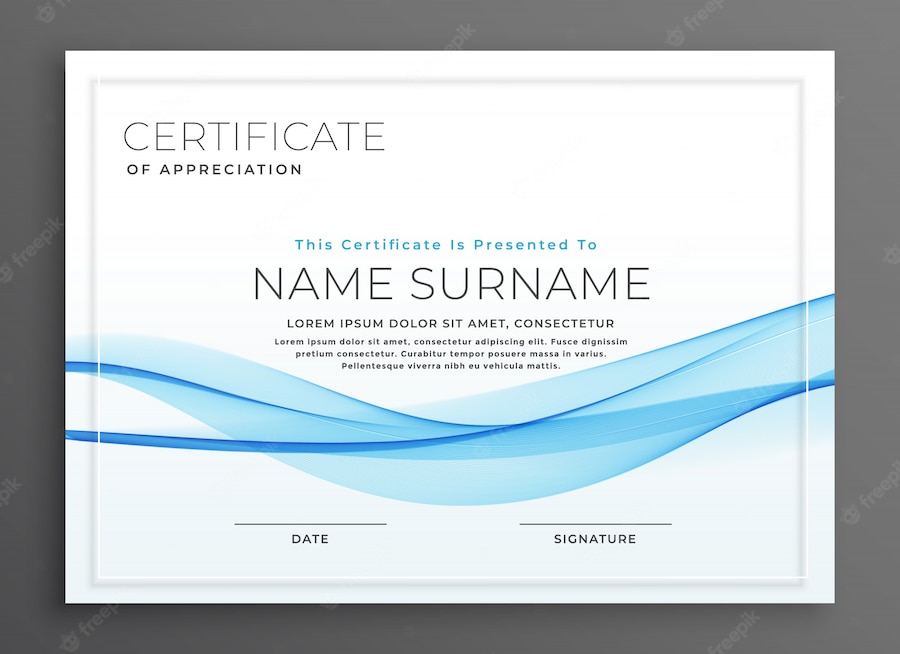 CERTIFICATE
OF APPRECIATION
This Certificate Is Presented To
NAME SURNAME
LOREM IPSUM DOLOR SIT AMET, CONSECTETUR
Lorem ipsum dolor sit amet, consectetur adipiscing elit. Fusce dignissim
pretium consectetur. Curabitur tempor posuere massa in varius.
Pellentesque viverra nibh eu vehicula mattis.
DATE
SIGNATURE
freepik